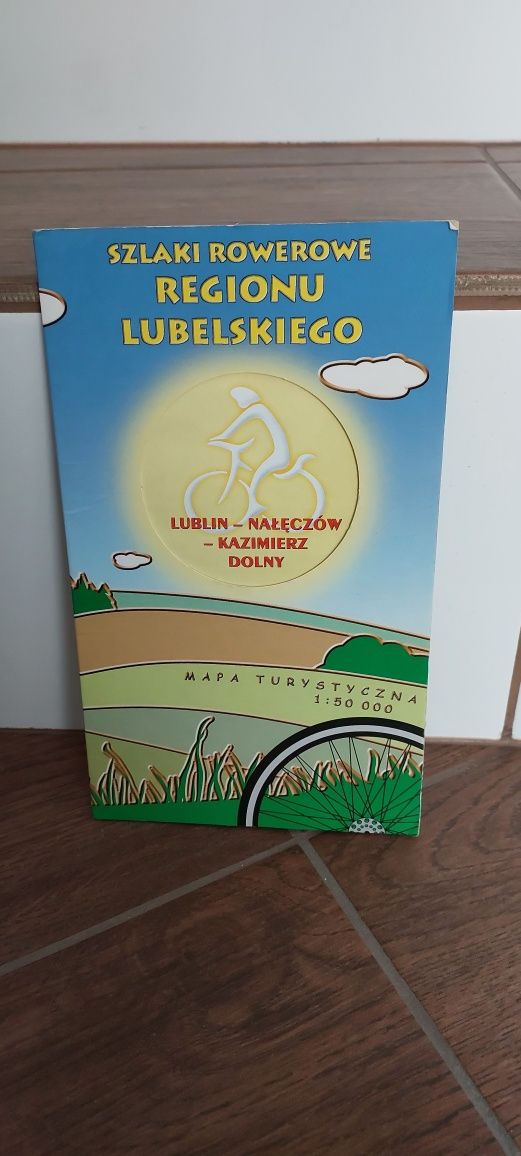 SZLAKI ROWEROWE
REGIONU
LUBELSKIEGO
LUBLIN – NAŁĘCZÓW
– KAZIMIERZ
DOLNY
MAPA TURYSTYCZNA
1:50 000